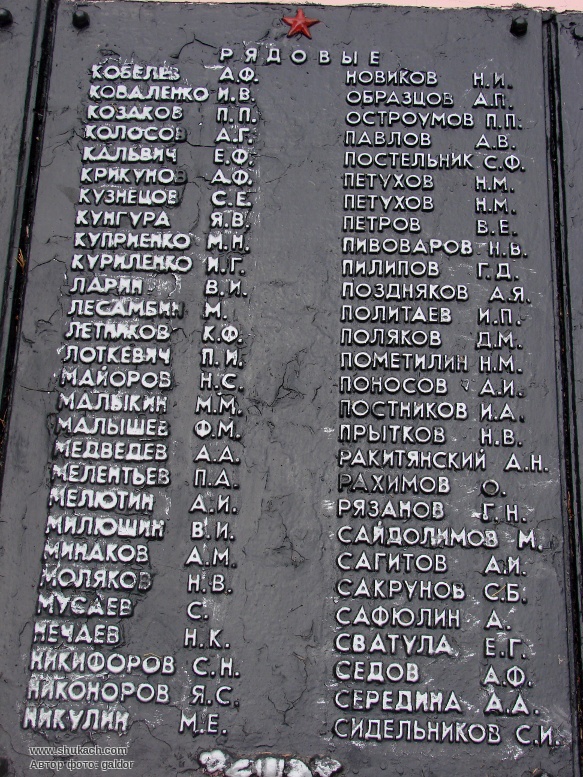 РЯДОВЫЕ
КОБЕЛЕВ А.Ф.
КОВАЛЕНКО И.В.
КОЗАКОВ П.П.
КОЛОСОВ А.Г.
КАЛЬВИЧ Е.Ф.
КРИКУНОВ А.Ф.
КУЗНЕЦОВ С.Е.
КУНГУРА Я.В.
КУПРИЕНКО М.Н.
КУРИЛЕНКО И.Г.
ЛАРИН В.И.
ЛЕСАМБИН М.
ЛЕТНИКОВ К.Ф.
ЛОТКЕВИЧ П.И.
МАЙОРОВ Н.С.
МАЛЫКИН М.М.
МАЛЫШЕВ Ф.М.
МЕДВЕДЕВ А.А.
МЕЛЕНТЬЕВ П.А.
МЕЛЮТИН А.И.
МИЛЮШИН В.И.
МИНАКОВ А.М.
МОЛЯКОВ Н.В.
МУСАЕВ С.
НЕЧАЕВ Н.К.
НИКИФОРОВ С.Н.
НИКОНОРОВ Я.С.
НИКУЛИН М.Е.
НОВИКОВ Н.И.
ОБРАЗЦОВ А.П.
ОСТРОУМОВ П.П.
ПАВЛОВ А.В.
ПОСТЕЛЬНИК С.Ф.
ПЕТУХОВ Н.М.
ПЕТУХОВ Н.М.
ПЕТРОВ В.Е.
ПИВОВАРОВ Н.В.
ПИЛИПОВ Г.Д.
ПОЗДНЯКОВ А.Я.
ПОЛИТАЕВ И.П.
ПОЛЯКОВ Д.М.
ПОМЕТИЛИН Н.М.
ПОНОСОВ А.И.
ПОСТНИКОВ И.А.
ПРЫТКОВ Н.В.
РАКИТЯНСКИЙ А.Н.
РАХИМОВ О.
РЯЗАНОВ Г.Н.
САЙДОЛИМОВ М.
САГИТОВ А.И.
САКРУНОВ С.Б.
САФЮЛИН А.
СВАТУЛА Е.Г.
СЕДОВ А.Ф.
СЕРЕДИНА А.А.
СИДЕЛЬНИКОВ С.И.
www.shukach.com
Автор фото: gaktor